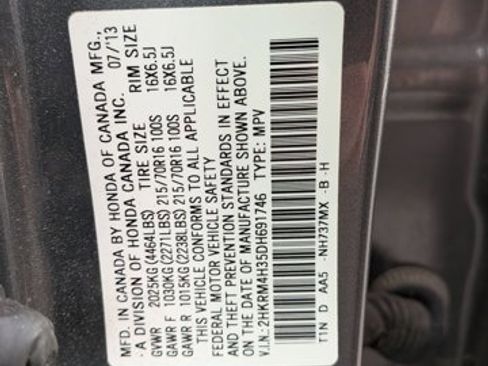 MFD. IN CANADA BY HONDA OF CANADA MFG.,
A DIVISION OF HONDA CANADA INC. 07/'13
TIRE SIZE RIM SIZE
GVWR 2025KG (4464LBS)
GAWR F 1030KG (2271LBS) 215/70R16 100S 16X6.5J
GAWR R 1015KG (2238LBS) 215/70R16 100S 16X6.5J
THIS VEHICLE CONFORMS TO ALL APPLICABLE
FEDERAL MOTOR VEHICLE SAFETY
AND THEFT PREVENTION STANDARDS IN EFFECT
ON THE DATE OF MANUFACTURE SHOWN ABOVE.
V.I.N.: 2HKRM4H35DH691746 TYPE: MPV
T1N D AA5 NH737MX -B -H